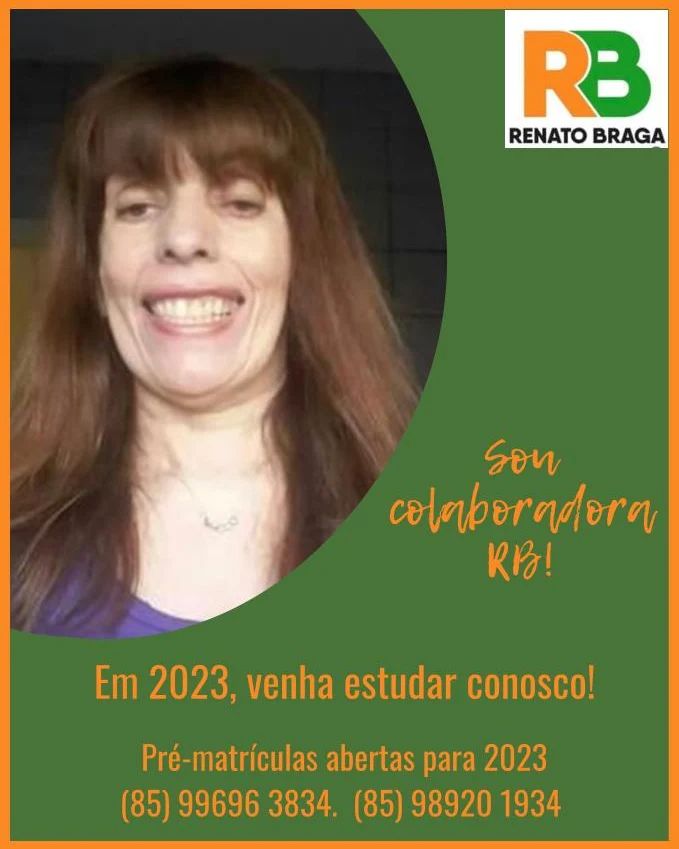 RB
RENATO BRAGA
Sou
colaboradora
RB!
Em 2023, venha estudar conosco!
Pré-matrículas abertas para 2023
(85) 99696 3834. (85) 98920 1934